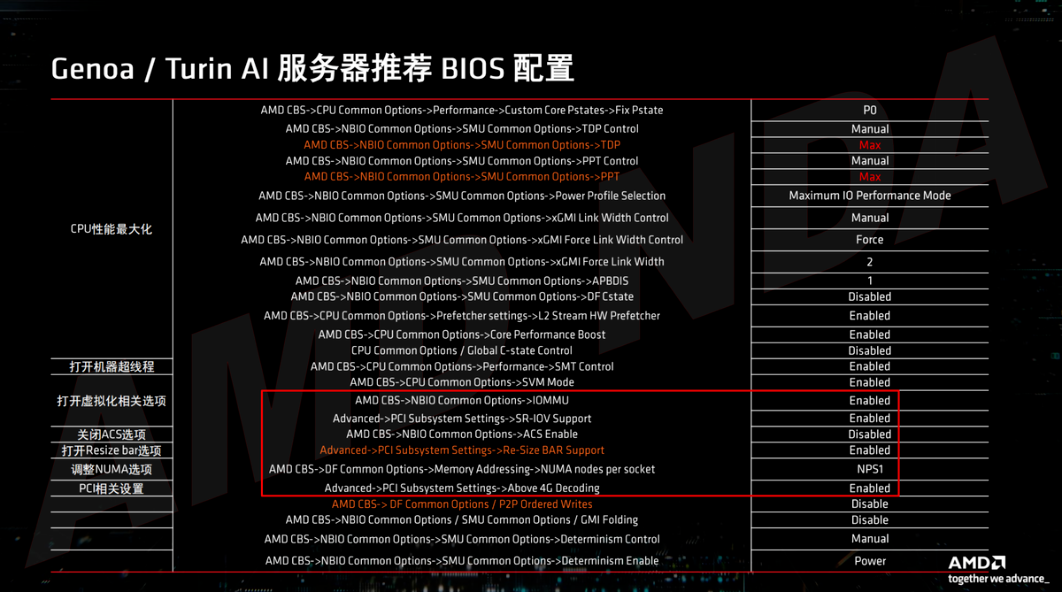 Genoa / Turin AI 服务器推荐 BIOS 配置
AMD CBS->CPU Common Options->Performance->Custom Core Pstates->Fix Pstate P0
AMD CBS->NBIO Common Options->SMU Common Options->TDP Control Manual
AMD CBS->NBIO Common Options->SMU Common Options->TDP Max
AMD CBS->NBIO Common Options->SMU Common Options->PPT Control Manual
AMD CBS->NBIO Common Options->SMU Common Options->PPT Max
AMD CBS->NBIO Common Options->SMU Common Options->Power Profile Selection Maximum IO Performance Mode
AMD CBS->NBIO Common Options->SMU Common Options->xGMI Link Width Control Manual
CPU性能最大化
AMD CBS->NBIO Common Options->SMU Common Options->xGMI Force Link Width Control Force
AMD CBS->NBIO Common Options->SMU Common Options->xGMI Force Link Width 2
AMD CBS->NBIO Common Options->SMU Common Options->APBDIS 1
AMD CBS->NBIO Common Options->SMU Common Options->DF Cstate Disabled
AMD CBS->CPU Common Options->Prefetcher settings->L2 Stream HW Prefetcher Enabled
AMD CBS->CPU Common Options->Core Performance Boost Enabled
CPU Common Options / Global C-state Control Disabled
打开机器超线程 AMD CBS->CPU Common Options->Performance->SMT Control Enabled
AMD CBS->CPU Common Options->SVM Mode Enabled
打开虚拟化相关选项 AMD CBS->NBIO Common Options->IOMMU Enabled
Advanced->PCI Subsystem Settings->SR-IOV Support Enabled
关闭ACS选项 AMD CBS->NBIO Common Options->ACS Enable Disabled
打开Resize bar选项 Advanced->PCI Subsystem Settings->Re-Size BAR Support Enabled
调整NUMA选项 AMD CBS->DF Common Options->Memory Addressing->NUMA nodes per socket NPS1
PCI相关设置 Advanced->PCI Subsystem Settings->Above 4G Decoding Enabled
AMD CBS-> DF Common Options / P2P Ordered Writes Disable
AMD CBS->NBIO Common Options / SMU Common Options / GMI Folding Disable
AMD CBS->NBIO Common Options->SMU Common Options->Determinism Control Manual
AMD CBS->NBIO Common Options->SMU Common Options->Determinism Enable Power
AMD NDA
AMD
together we advance_